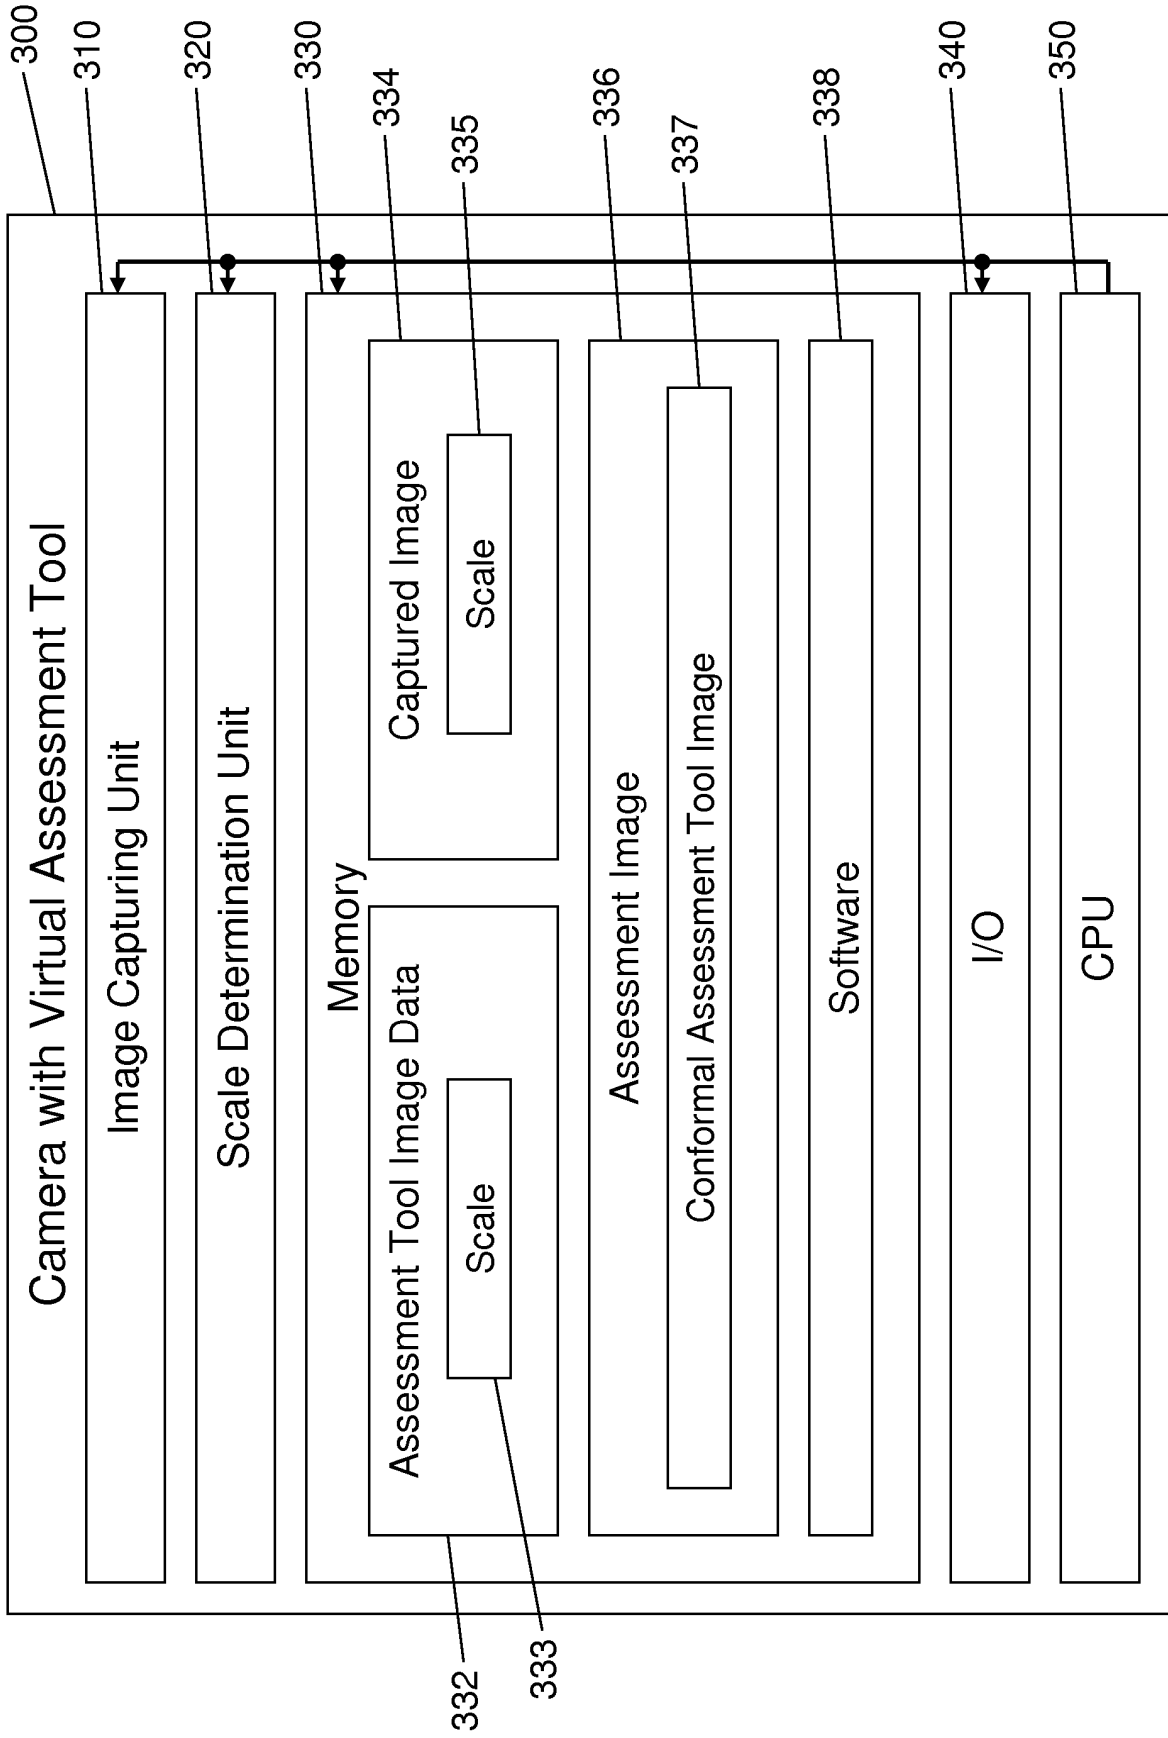 Camera with Virtual Assessment Tool
300
Image Capturing Unit
310
Scale Determination Unit
320
Memory
330
Assessment Tool Image Data
Captured Image
334
Scale
Scale
335
332
333
Assessment Image
336
Conformal Assessment Tool Image
337
Software
338
I/O
340
CPU
350